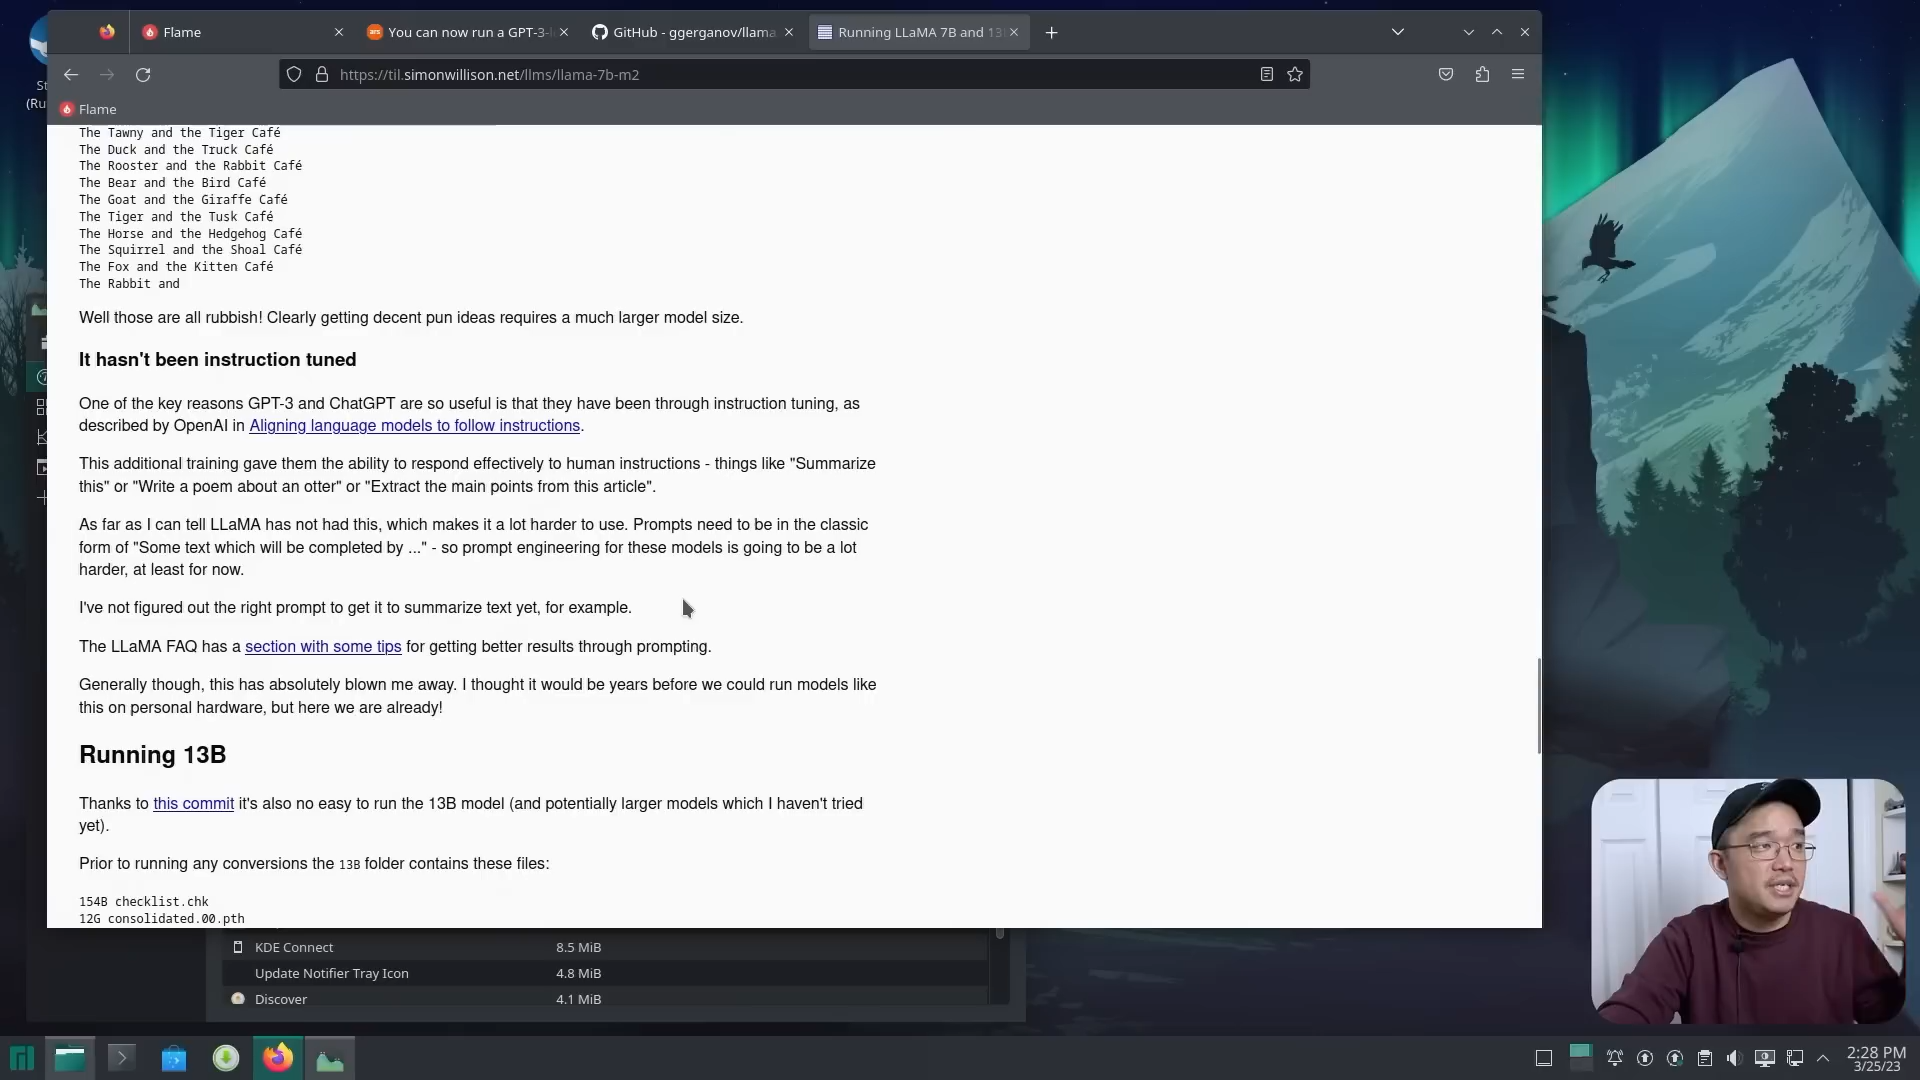 Flame
You can now run a GPT-3-l
GitHub - ggerganov/llama
Running LLaMA 7B and 13
https://til.simonwillison.net/llms/llama-7b-m2
Flame
St
(Ru
The Tawny and the Tiger Café
The Duck and the Truck Café
The Rooster and the Rabbit Café
The Bear and the Bird Café
The Goat and the Giraffe Café
The Tiger and the Tusk Café
The Horse and the Hedgehog Café
The Squirrel and the Shoal Café
The Fox and the Kitten Café
The Rabbit and
Well those are all rubbish! Clearly getting decent pun ideas requires a much larger model size.
It hasn't been instruction tuned
One of the key reasons GPT-3 and ChatGPT are so useful is that they have been through instruction tuning, as
described by OpenAI in Aligning language models to follow instructions.
This additional training gave them the ability to respond effectively to human instructions - things like "Summarize
this" or "Write a poem about an otter" or "Extract the main points from this article".
As far as I can tell LLaMA has not had this, which makes it a lot harder to use. Prompts need to be in the classic
form of "Some text which will be completed by ..." - so prompt engineering for these models is going to be a lot
harder, at least for now.
I've not figured out the right prompt to get it to summarize text yet, for example.
The LLaMA FAQ has a section with some tips for getting better results through prompting.
Generally though, this has absolutely blown me away. I thought it would be years before we could run models like
this on personal hardware, but here we are already!
Running 13B
Thanks to this commit it's also no easy to run the 13B model (and potentially larger models which I haven't tried
yet).
Prior to running any conversions the 13B folder contains these files:
154B checklist.chk
12G consolidated.00.pth
KDE Connect 8.5 MiB
Update Notifier Tray Icon 4.8 MiB
Discover 4.1 MiB
2:28 PM
3/25/23